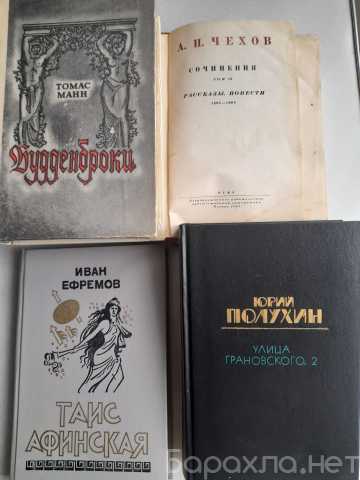 ТОМАС
МАНН
Будденброки
А. П. ЧЕХОВ
СОЧИНЕНИЯ
РАССКАЗЫ. ПОВЕСТИ
ИВАН
ЕФРЕМОВ
ТАИС
АФИНСКАЯ
ЮРИЙ
ПОЛУХИН
УЛИЦА
ГРАНОВСКОГО, 2
барахла.нет